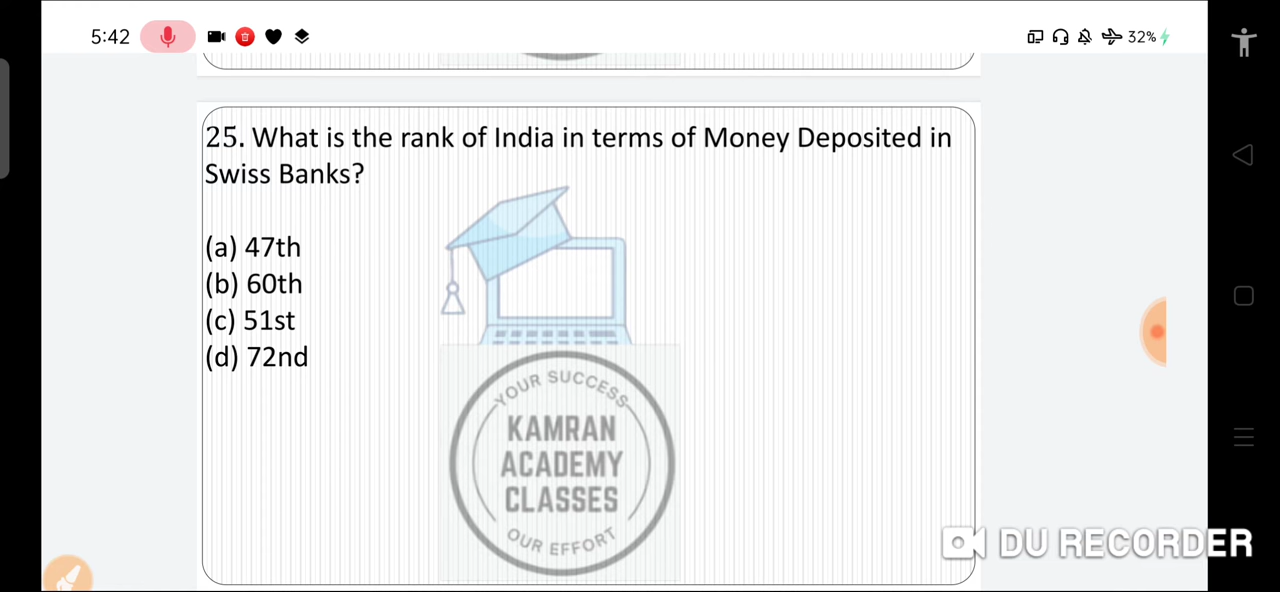 5:42
32%
25. What is the rank of India in terms of Money Deposited in
Swiss Banks?
(a) 47th
(b) 60th
(c) 51st
(d) 72nd
YOUR SUCCESS
KAMRAN
ACADEMY
CLASSES
OUR EFFORT
DU RECORDER